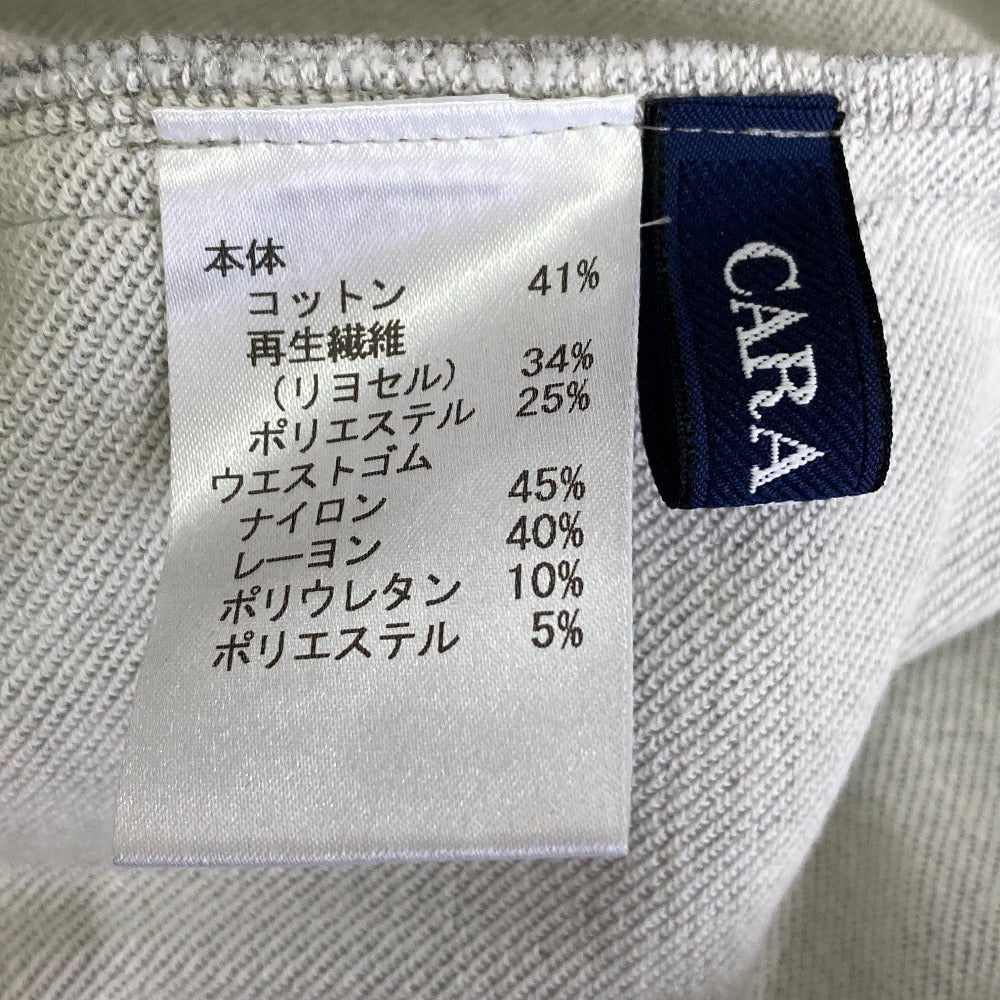 本体
コットン 41%
再生繊維
（リヨセル） 34%
ポリエステル 25%
ウエストゴム
ナイロン 45%
レーヨン 40%
ポリウレタン 10%
ポリエステル 5%
CARA